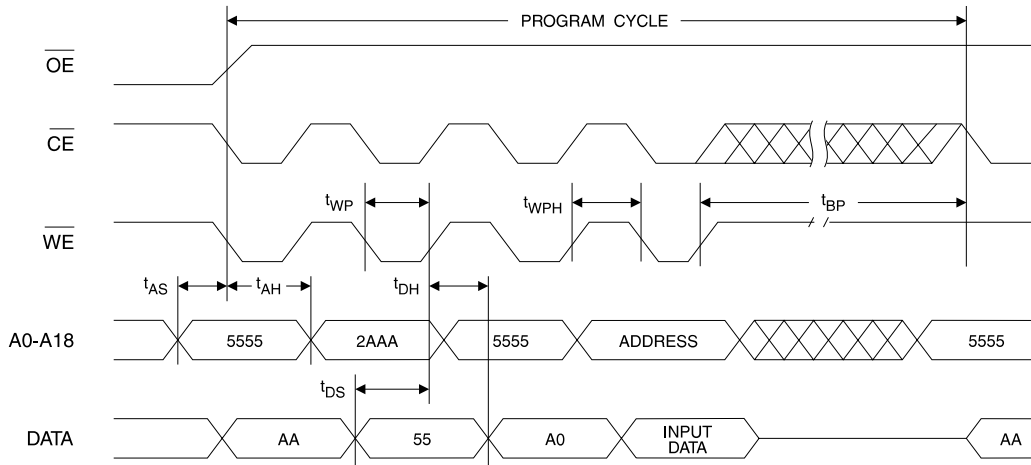 PROGRAM CYCLE
OE
CE
tWP
tWPH
tBP
WE
tAS
tAH
tDH
A0-A18
5555
2AAA
5555
ADDRESS
5555
tDS
DATA
AA
55
A0
INPUT
DATA
AA